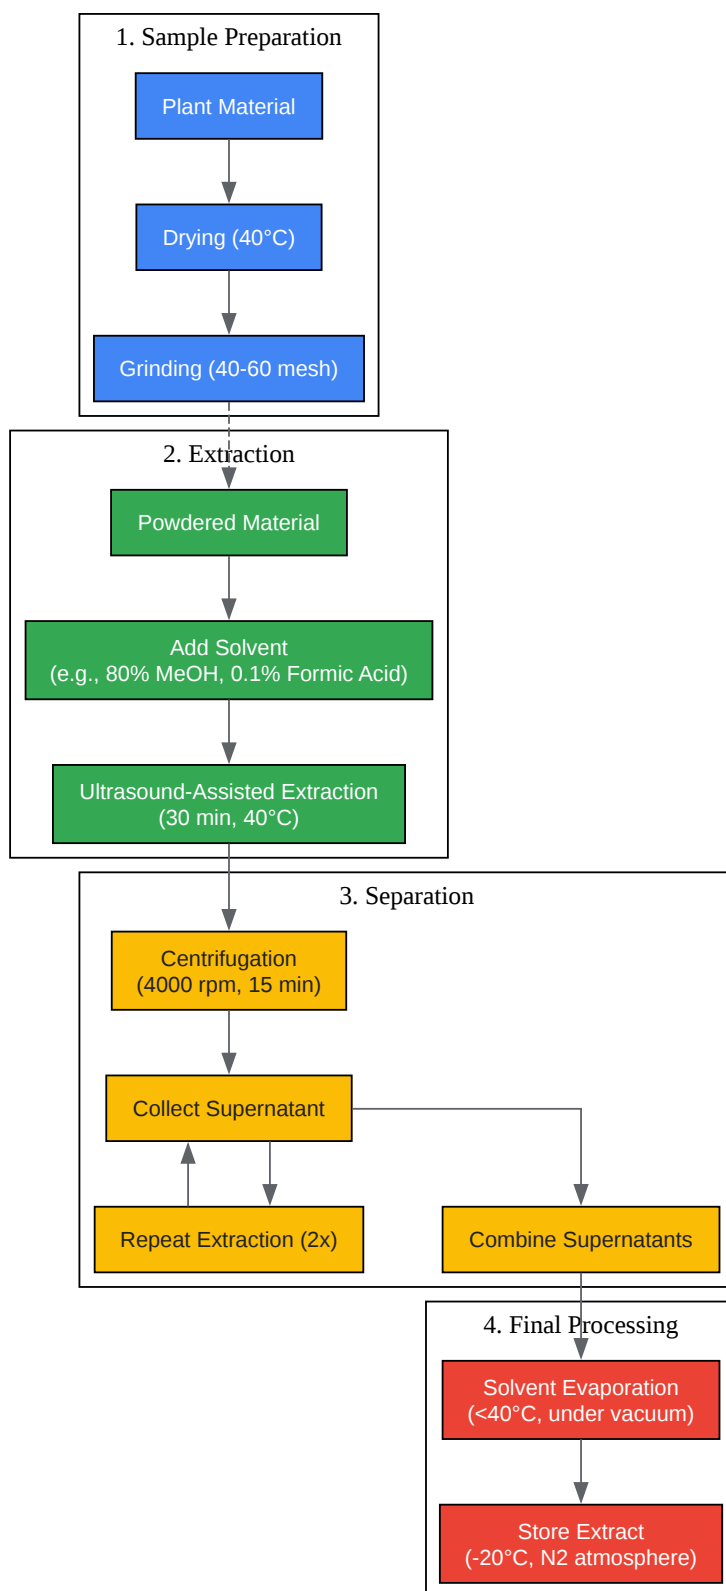 1. Sample Preparation
Plant Material
Drying (40°C)
Grinding (40-60 mesh)
2. Extraction
Powdered Material
Add Solvent
(e.g., 80% MeOH, 0.1% Formic Acid)
Ultrasound-Assisted Extraction
(30 min, 40°C)
3. Separation
Centrifugation
(4000 rpm, 15 min)
Collect Supernatant
Repeat Extraction (2x)
Combine Supernatants
4. Final Processing
Solvent Evaporation
(<40°C, under vacuum)
Store Extract
(-20°C, N2 atmosphere)